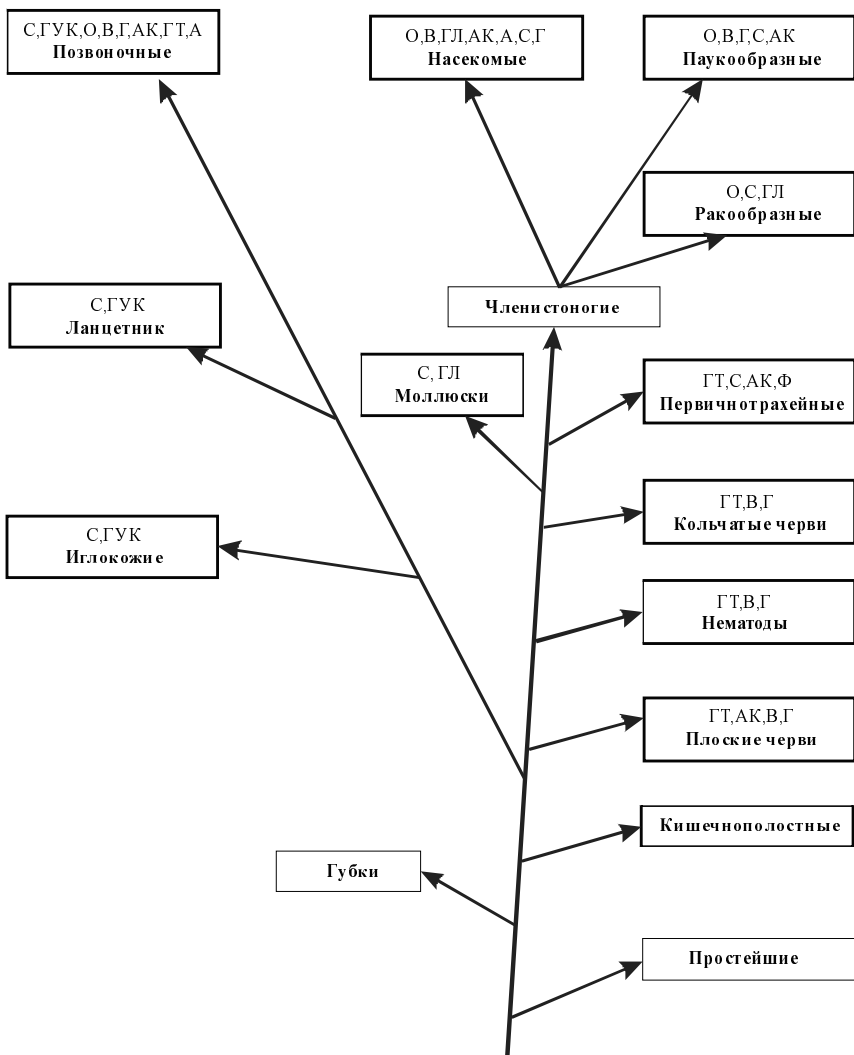 С,ГУК,О,В,Г,АК,ГТ,А
Позвоночные
О,В,ГЛ,АК,А,С,Г
Насекомые
О,В,Г,С,АК
Паукообразные
О,С,ГЛ
Ракообразные
С,ГУК
Ланцетник
Членистоногие
С, ГЛ
Моллюски
ГТ,С,АК,Ф
Первичнотрахейные
ГТ,В,Г
Кольчатые черви
С,ГУК
Иглокожие
ГТ,В,Г
Нематоды
ГТ,АК,В,Г
Плоские черви
Кишечнополостные
Губки
Простейшие